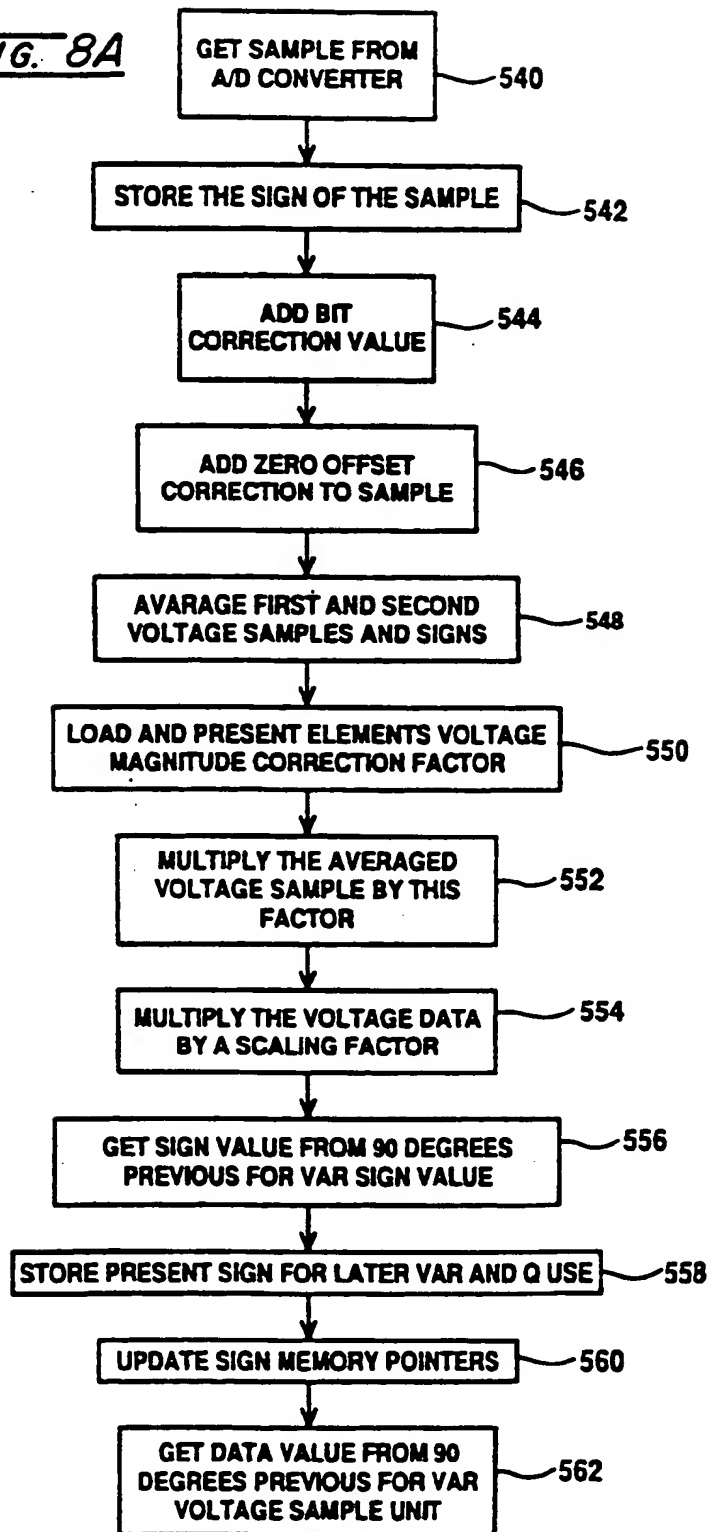 IG. 8A
GET SAMPLE FROM
A/D CONVERTER
540
STORE THE SIGN OF THE SAMPLE
542
ADD BIT
CORRECTION VALUE
544
ADD ZERO OFFSET
CORRECTION TO SAMPLE
546
AVARAGE FIRST AND SECOND
VOLTAGE SAMPLES AND SIGNS
548
LOAD AND PRESENT ELEMENTS VOLTAGE
MAGNITUDE CORRECTION FACTOR
550
MULTIPLY THE AVERAGED
VOLTAGE SAMPLE BY THIS
FACTOR
552
MULTIPLY THE VOLTAGE DATA
BY A SCALING FACTOR
554
GET SIGN VALUE FROM 90 DEGREES
PREVIOUS FOR VAR SIGN VALUE
556
STORE PRESENT SIGN FOR LATER VAR AND Q USE
558
UPDATE SIGN MEMORY POINTERS
560
GET DATA VALUE FROM 90
DEGREES PREVIOUS FOR VAR
VOLTAGE SAMPLE UNIT
562